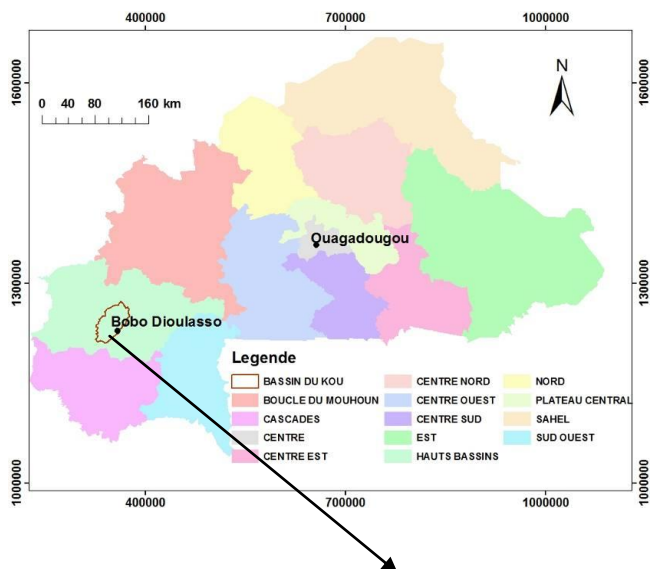 400000 700000 1000000
N
1600000 1600000
0 40 80 160 km
Ouagadougou
1300000 1300000
Bobo Dioulasso
Legende
BASSIN DU KOU CENTRE NORD NORD
BOUCLE DU MOUHOUN CENTRE OUEST PLATEAU CENTRAL
CASCADES CENTRE SUD SAHEL
CENTRE EST SUD OUEST
CENTRE EST HAUTS BASSINS
1000000 1000000
400000 700000 1000000